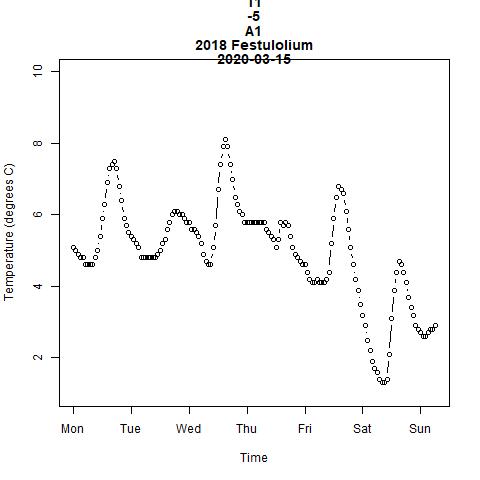 T1
-5
A1
2018 Festulolium
2020-03-15
10
8
6
4
2
Temperature (degrees C)
Mon Tue Wed Thu Fri Sat Sun
Time